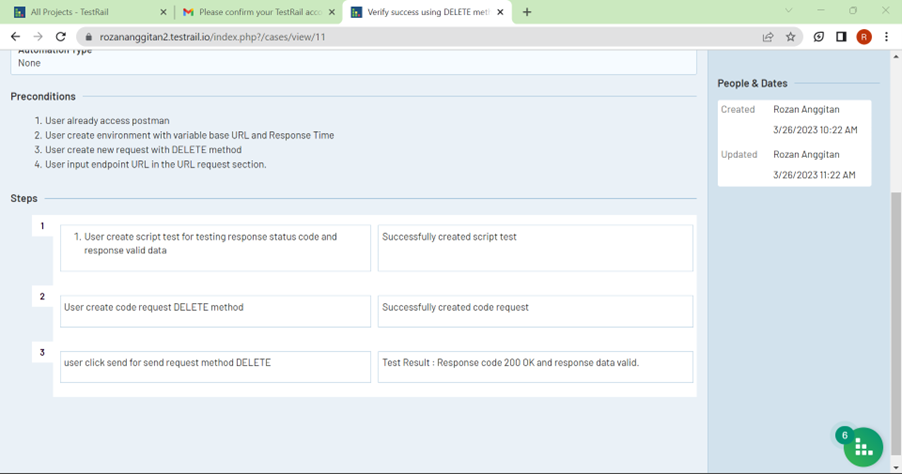 All Projects - TestRail
Please confirm your TestRail acc
Verify success using DELETE met
rozananggitan2.testrail.io/index.php?/cases/view/11
R
Automation Type
None
Preconditions
1. User already access postman
2. User create environment with variable base URL and Response Time
3. User create new request with DELETE method
4. User input endpoint URL in the URL request section.
Steps
1
1. User create script test for testing response status code and
response valid data
Successfully created script test
2
User create code request DELETE method
Successfully created code request
3
user click send for send request method DELETE
Test Result : Response code 200 OK and response data valid.
People & Dates
Created Rozan Anggitan
3/26/2023 10:22 AM
Updated Rozan Anggitan
3/26/2023 11:22 AM
6